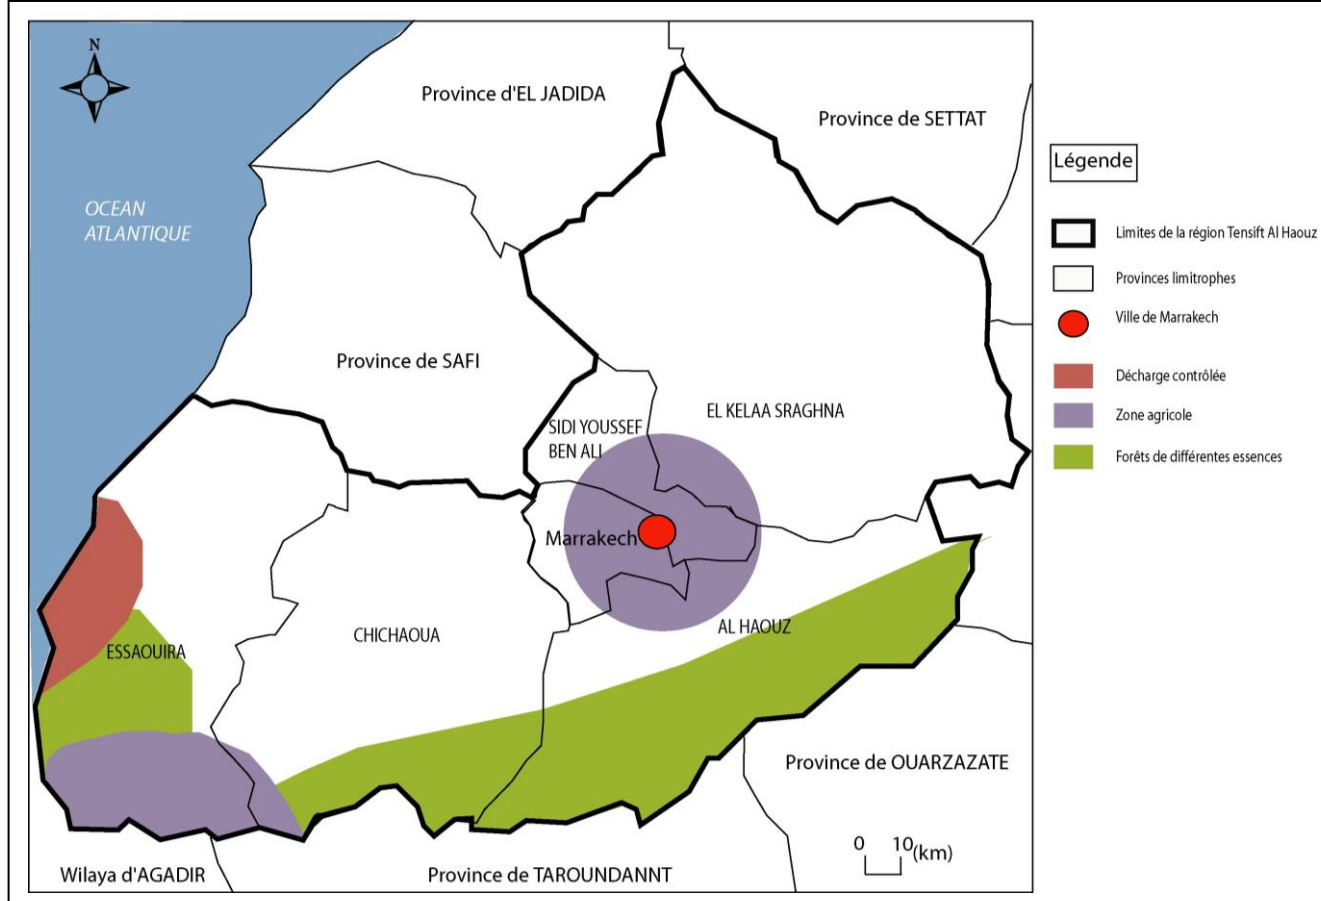 N
Province d'EL JADIDA
Province de SETTAT
OCEAN
ATLANTIQUE
Province de SAFI
SIDI YOUSSEF
BEN ALI
EL KELAA SRAGHNA
Marrakech
ESSAOUIRA
CHICHAOUA
AL HAOUZ
Province de OUARZAZATE
0 10 (km)
Wilaya d'AGADIR
Province de TAROUNDANNT
Légende
Limites de la région Tensift Al Haouz
Provinces limitrophes
Ville de Marrakech
Décharge contrôlée
Zone agricole
Forêts de différentes essences